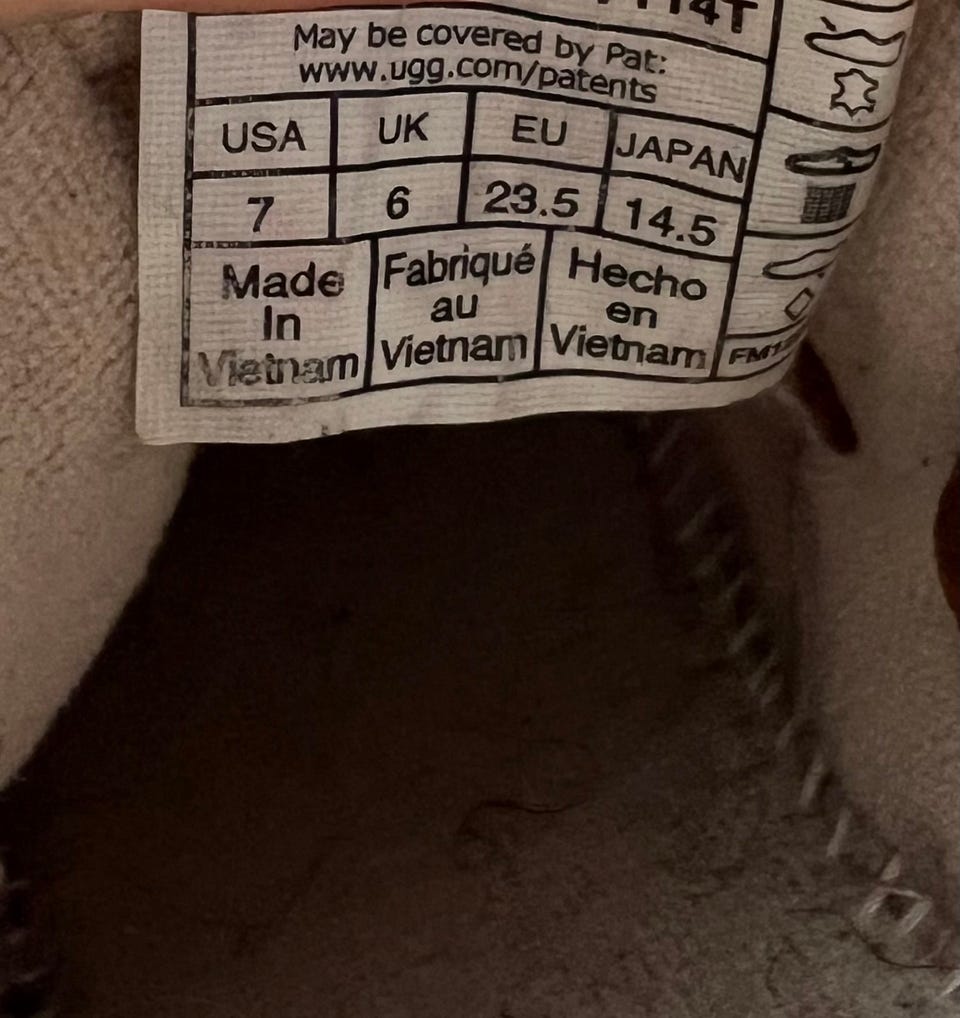 May be covered by Pat:
www.ugg.com/patents
USA UK EU JAPAN
7 6 23.5 14.5
Made
In
Vietnam
Fabriqué
au
Vietnam
Hecho
en
Vietnam